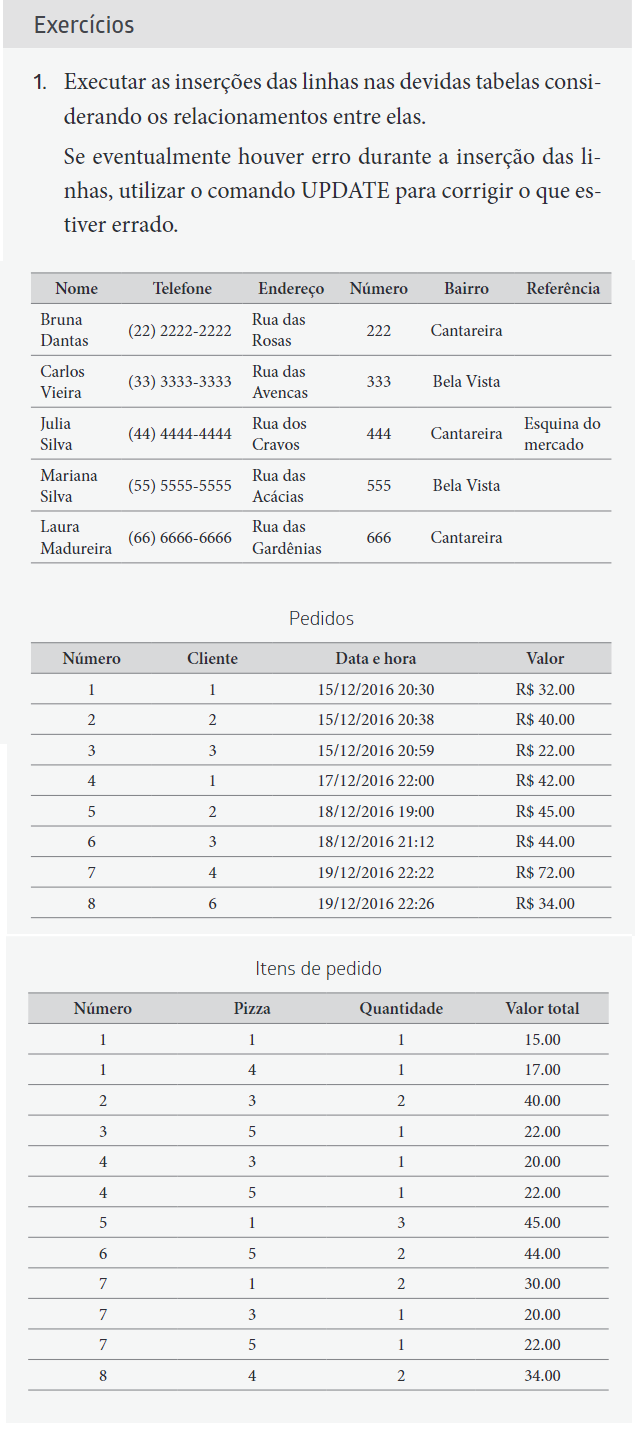 Exercícios
1. Executar as inserções das linhas nas devidas tabelas consi-
derando os relacionamentos entre elas.
Se eventualmente houver erro durante a inserção das li-
nhas, utilizar o comando UPDATE para corrigir o que es-
tiver errado.
Nome Telefone Endereço Número Bairro Referência
Bruna Dantas (22) 2222-2222 Rua das Rosas 222 Cantareira
Carlos Vieira (33) 3333-3333 Rua das Avencas 333 Bela Vista
Julia Silva (44) 4444-4444 Rua dos Cravos 444 Cantareira Esquina do mercado
Mariana Silva (55) 5555-5555 Rua das Acácias 555 Bela Vista
Laura Madureira (66) 6666-6666 Rua das Gardênias 666 Cantareira
Pedidos
Número Cliente Data e hora Valor
1 1 15/12/2016 20:30 R$ 32.00
2 2 15/12/2016 20:38 R$ 40.00
3 3 15/12/2016 20:59 R$ 22.00
4 1 17/12/2016 22:00 R$ 42.00
5 2 18/12/2016 19:00 R$ 45.00
6 3 18/12/2016 21:12 R$ 44.00
7 4 19/12/2016 22:22 R$ 72.00
8 6 19/12/2016 22:26 R$ 34.00
Itens de pedido
Número Pizza Quantidade Valor total
1 1 1 15.00
1 4 1 17.00
2 3 2 40.00
3 5 1 22.00
4 3 1 20.00
4 5 1 22.00
5 1 3 45.00
6 5 2 44.00
7 1 2 30.00
7 3 1 20.00
7 5 1 22.00
8 4 2 34.00